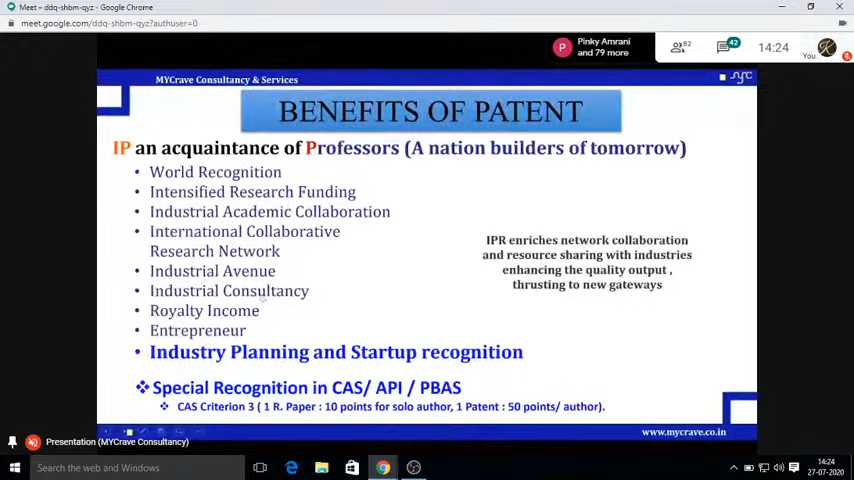 Meet – ddq-shbm-qyz - Google Chrome
meet.google.com/ddq-shbm-qyz?authuser=0
P
Pinky Amrani
and 79 more
82
42
14:24
You
MYCrave Consultancy & Services
BENEFITS OF PATENT
IP an acquaintance of Professors (A nation builders of tomorrow)
• World Recognition
• Intensified Research Funding
• Industrial Academic Collaboration
• International Collaborative
Research Network
• Industrial Avenue
• Industrial Consultancy
• Royalty Income
• Entrepreneur
• Industry Planning and Startup recognition
IPR enriches network collaboration
and resource sharing with industries
enhancing the quality output ,
thrusting to new gateways
❖ Special Recognition in CAS/ API / PBAS
CAS Criterion 3 ( 1 R. Paper : 10 points for solo author, 1 Patent : 50 points/ author).
www.mycrave.co.in
Presentation (MYCrave Consultancy)
Search the web and Windows
14:24
27-07-2020